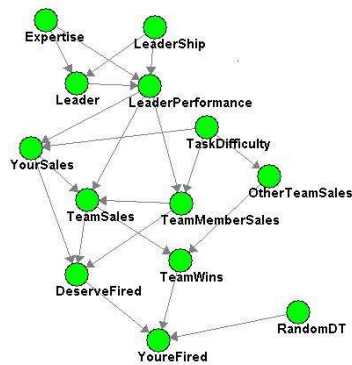 Expertise
LeaderShip
Leader
LeaderPerformance
TaskDifficulty
YourSales
OtherTeamSales
TeamSales
TeamMemberSales
DeserveFired
TeamWins
RandomDT
YoureFired